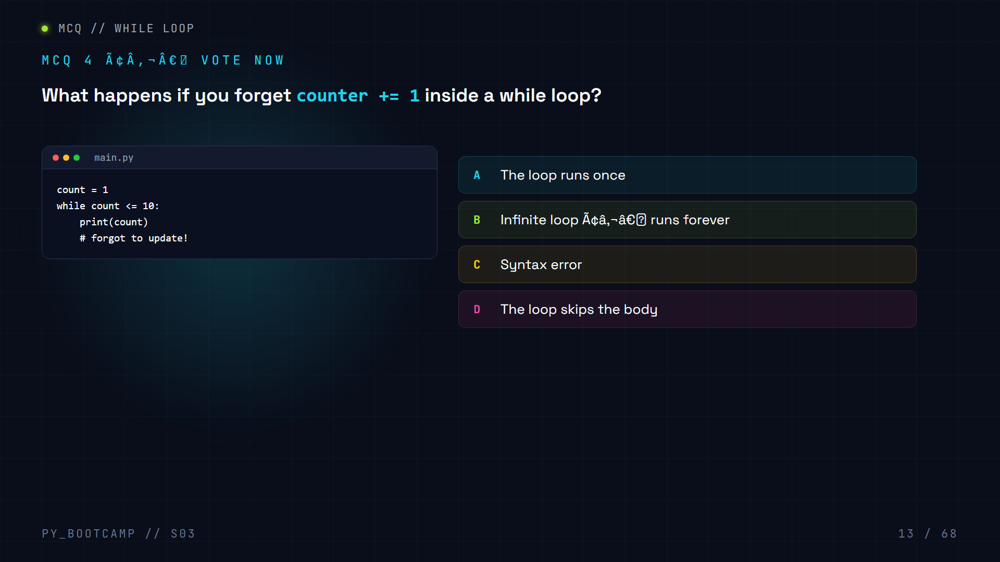 MCQ // WHILE LOOP
MCQ 4 Ã¢Â‚¬Â€ VOTE NOW
What happens if you forget counter += 1 inside a while loop?
main.py
count = 1
while count <= 10:
    print(count)
    # forgot to update!
A The loop runs once
B Infinite loop Ã¢â‚¬â€ runs forever
C Syntax error
D The loop skips the body
PY_BOOTCAMP // S03
13 / 68